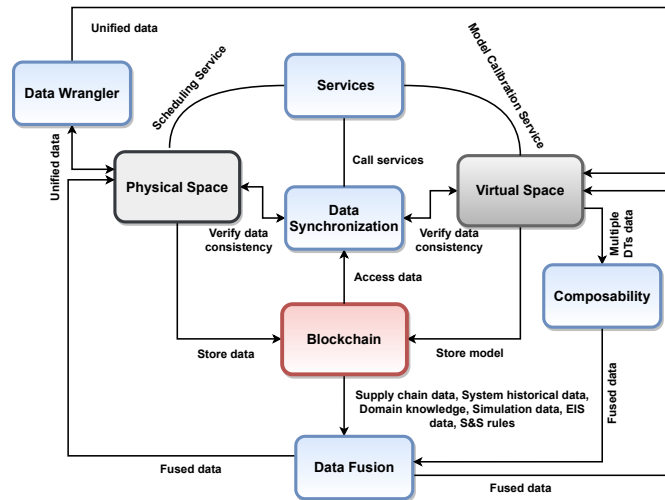 Unified data
Data Wrangler
Scheduling Service
Services
Model Calibration Service
Unified data
Call services
Physical Space
Data
Synchronization
Virtual Space
Verify data
consistency
Verify data
consistency
Multiple
DTs data
Access data
Composability
Blockchain
Store data
Store model
Supply chain data, System historical data,
Domain knowledge, Simulation data, EIS
data, S&S rules
Fused data
Data Fusion
Fused data
Fused data